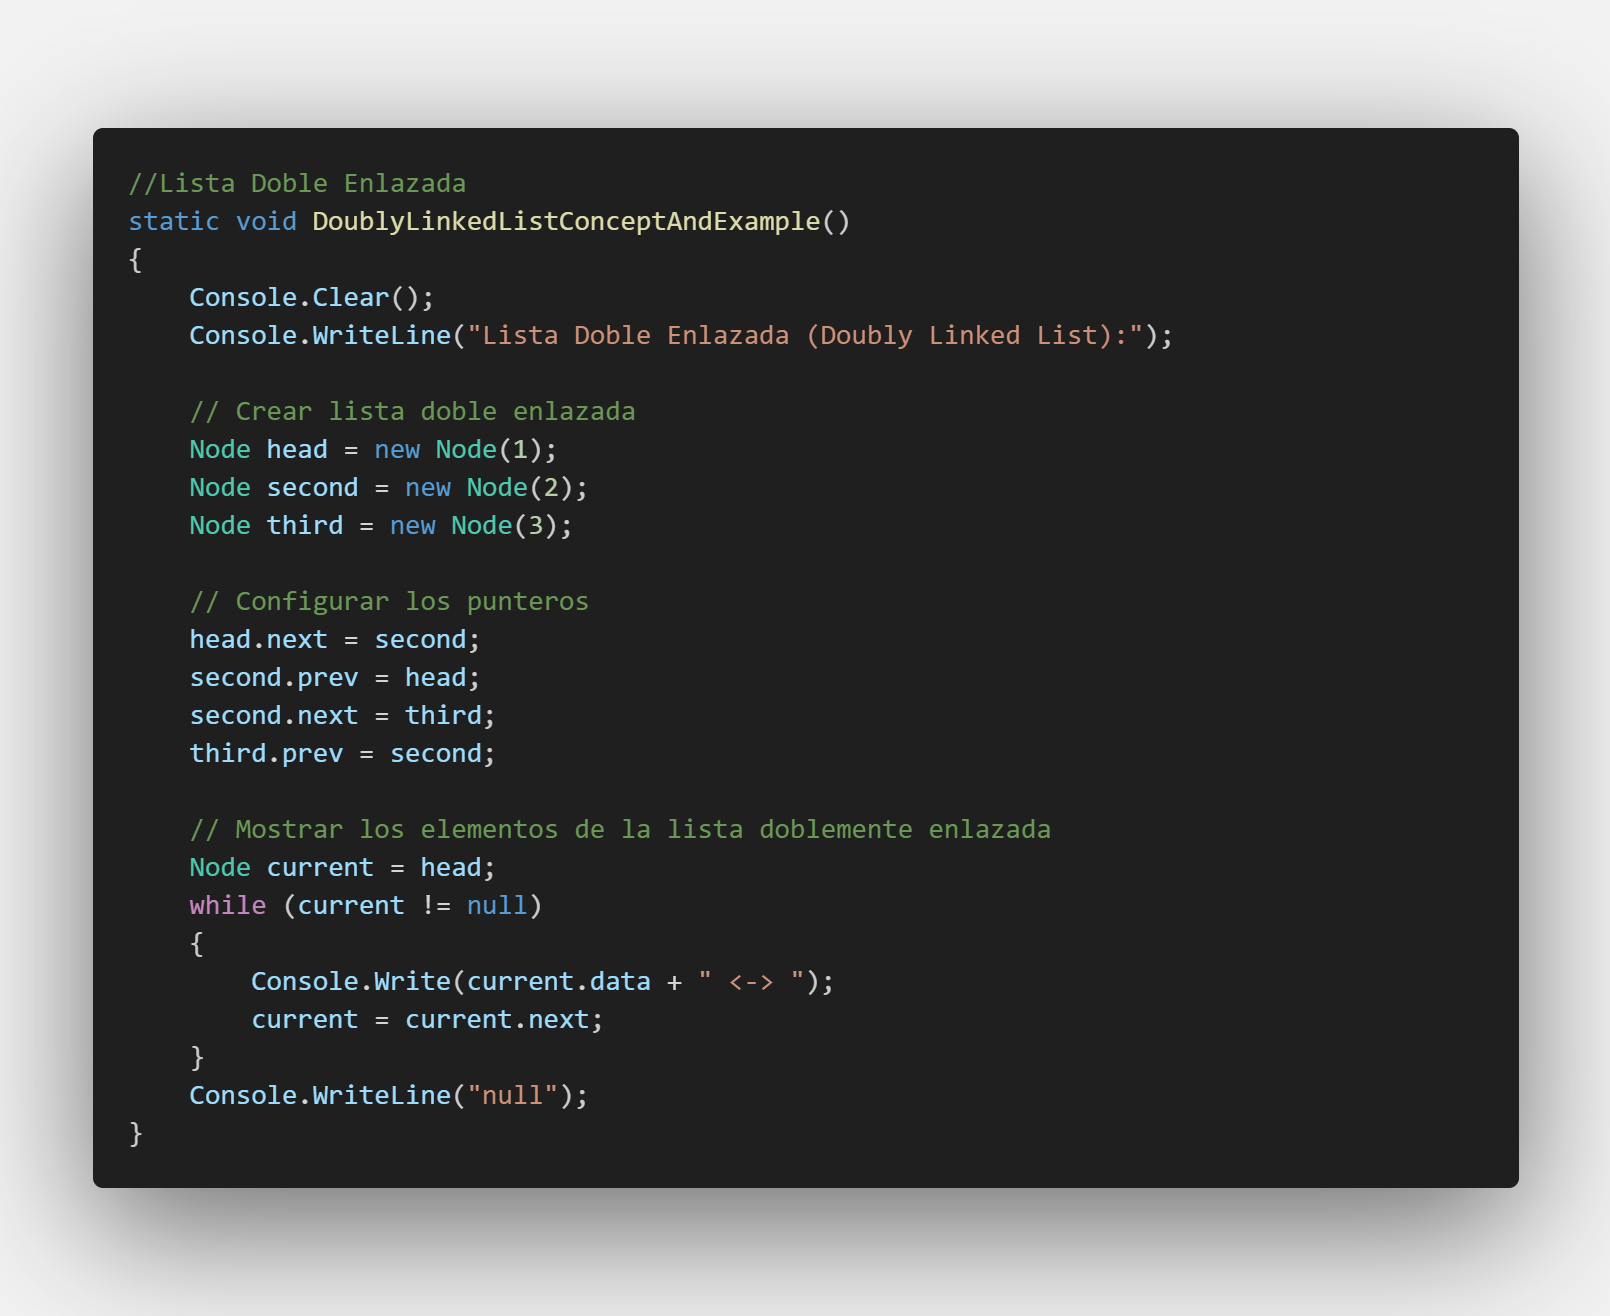 //Lista Doble Enlazada
static void DoublyLinkedListConceptAndExample()
{
    Console.Clear();
    Console.WriteLine("Lista Doble Enlazada (Doubly Linked List):");

    // Crear lista doble enlazada
    Node head = new Node(1);
    Node second = new Node(2);
    Node third = new Node(3);

    // Configurar los punteros
    head.next = second;
    second.prev = head;
    second.next = third;
    third.prev = second;

    // Mostrar los elementos de la lista doblemente enlazada
    Node current = head;
    while (current != null)
    {
        Console.Write(current.data + " <-> ");
        current = current.next;
    }
    Console.WriteLine("null");
}